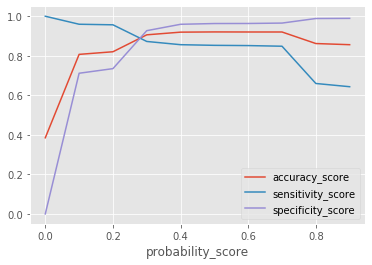 1.0
0.8
0.6
0.4
0.2
0.0
accuracy_score
sensitivity_score
specificity_score
0.0 0.2 0.4 0.6 0.8
probability_score